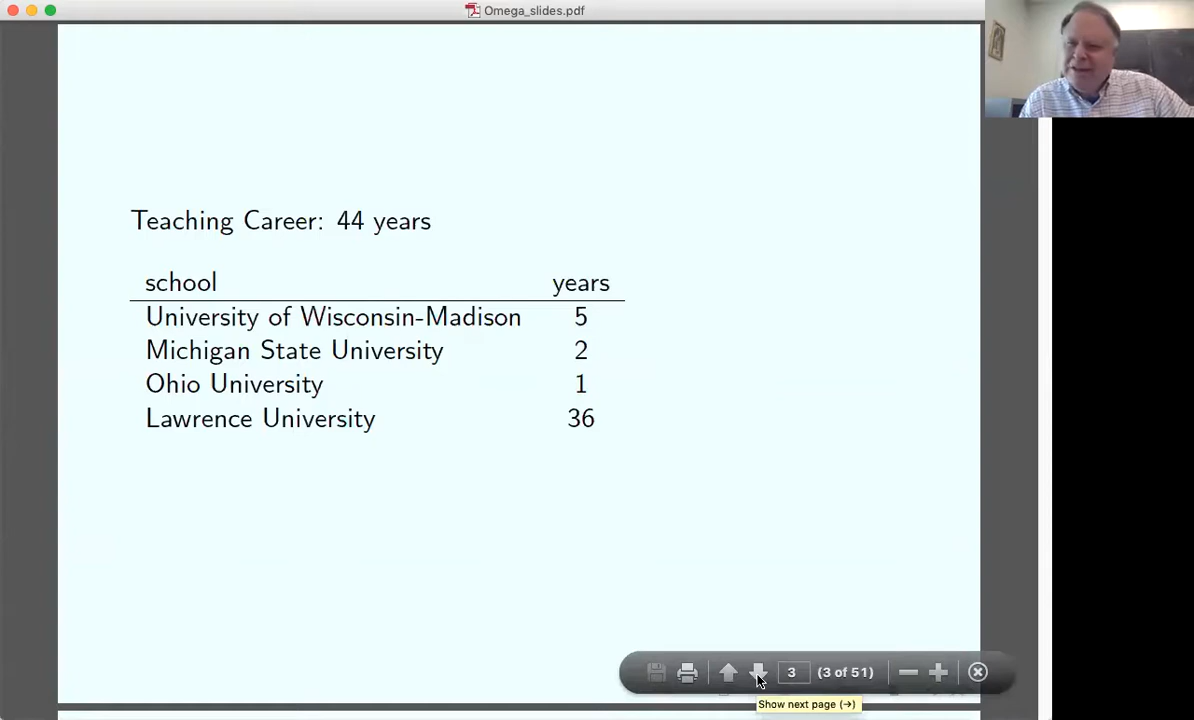 Omega_slides.pdf
Teaching Career: 44 years
school years
University of Wisconsin-Madison 5
Michigan State University 2
Ohio University 1
Lawrence University 36
3 (3 of 51)
Show next page (→)